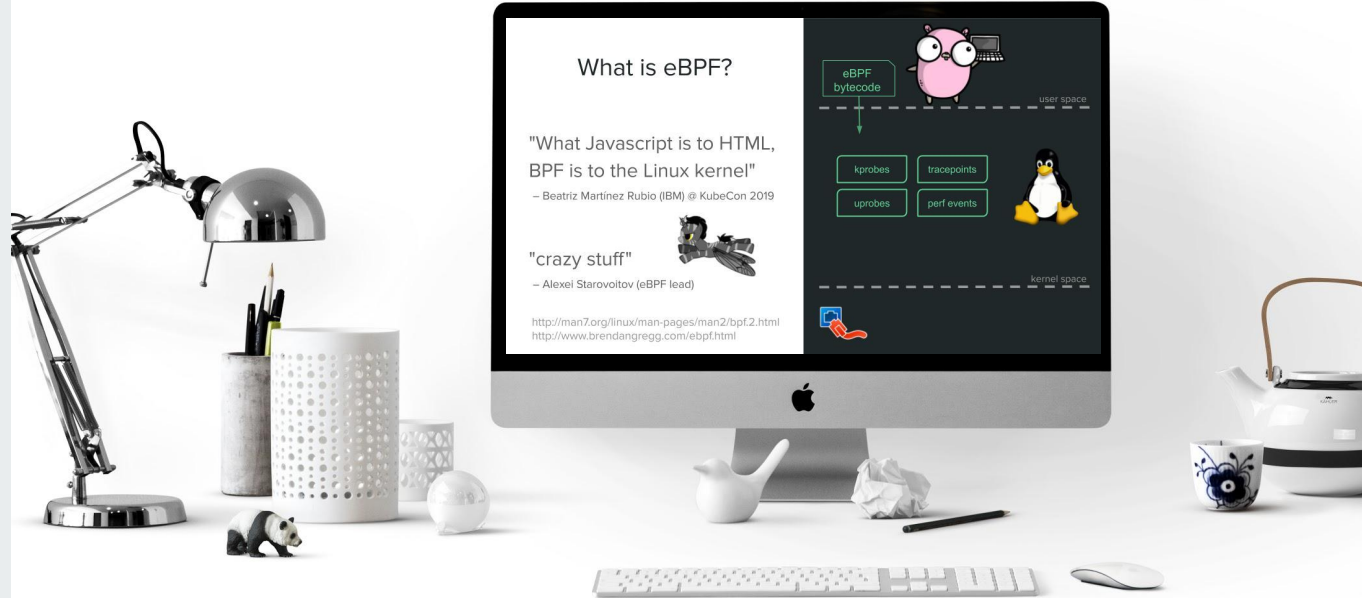 What is eBPF?
"What Javascript is to HTML,
BPF is to the Linux kernel"
– Beatriz Martínez Rubio (IBM) @ KubeCon 2019
"crazy stuff"
– Alexei Starovoitov (eBPF lead)
http://man7.org/linux/man-pages/man2/bpf.2.html
http://www.brendangregg.com/ebpf.html
eBPF
bytecode
user space
kprobes
tracepoints
uprobes
perf events
kernel space